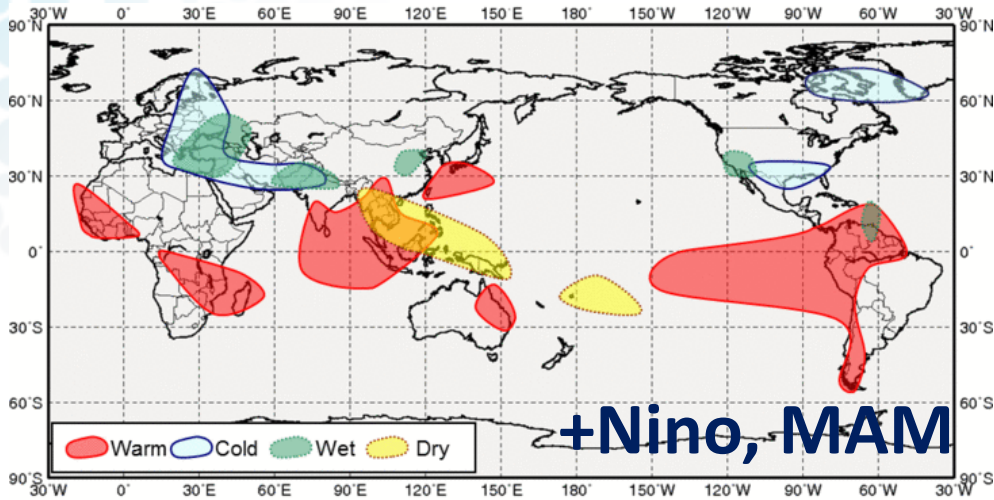 30°W 0° 30°E 60°E 90°E 120°E 150°E 180° 150°W 120°W 90°W 60°W 30°W
90°N 90°N
60°N 60°N
30°N 30°N
0° 0°
30°S 30°S
60°S 60°S
+Nino, MAM
Warm Cold Wet Dry
90°S 90°S
30°W 0° 30°E 60°E 90°E 120°E 150°E 180° 150°W 120°W 90°W 60°W 30°W